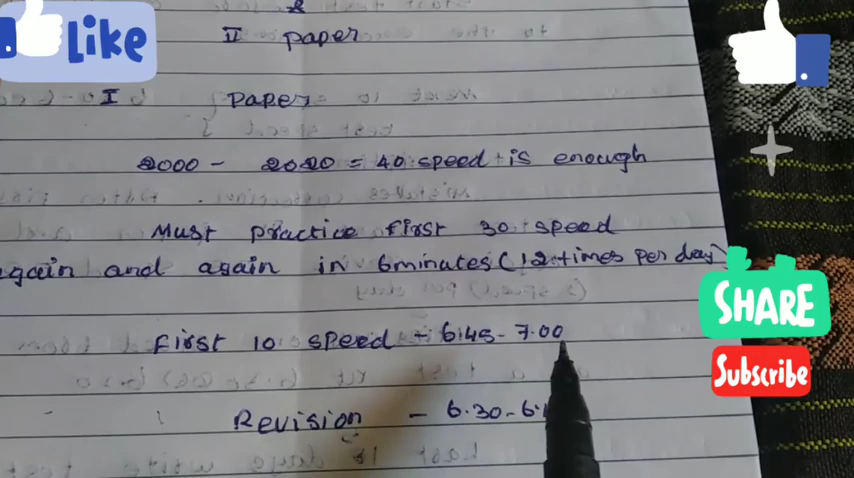 &
II paper
Like
I paper
2000 - 2020 = 40 speed is enough
Must practice first 30 speed
again and again in 6minutes (12 times per day)
SHARE
First 10 speed - 6.45 - 7.00
Subscribe
Revision - 6.30 - 6.